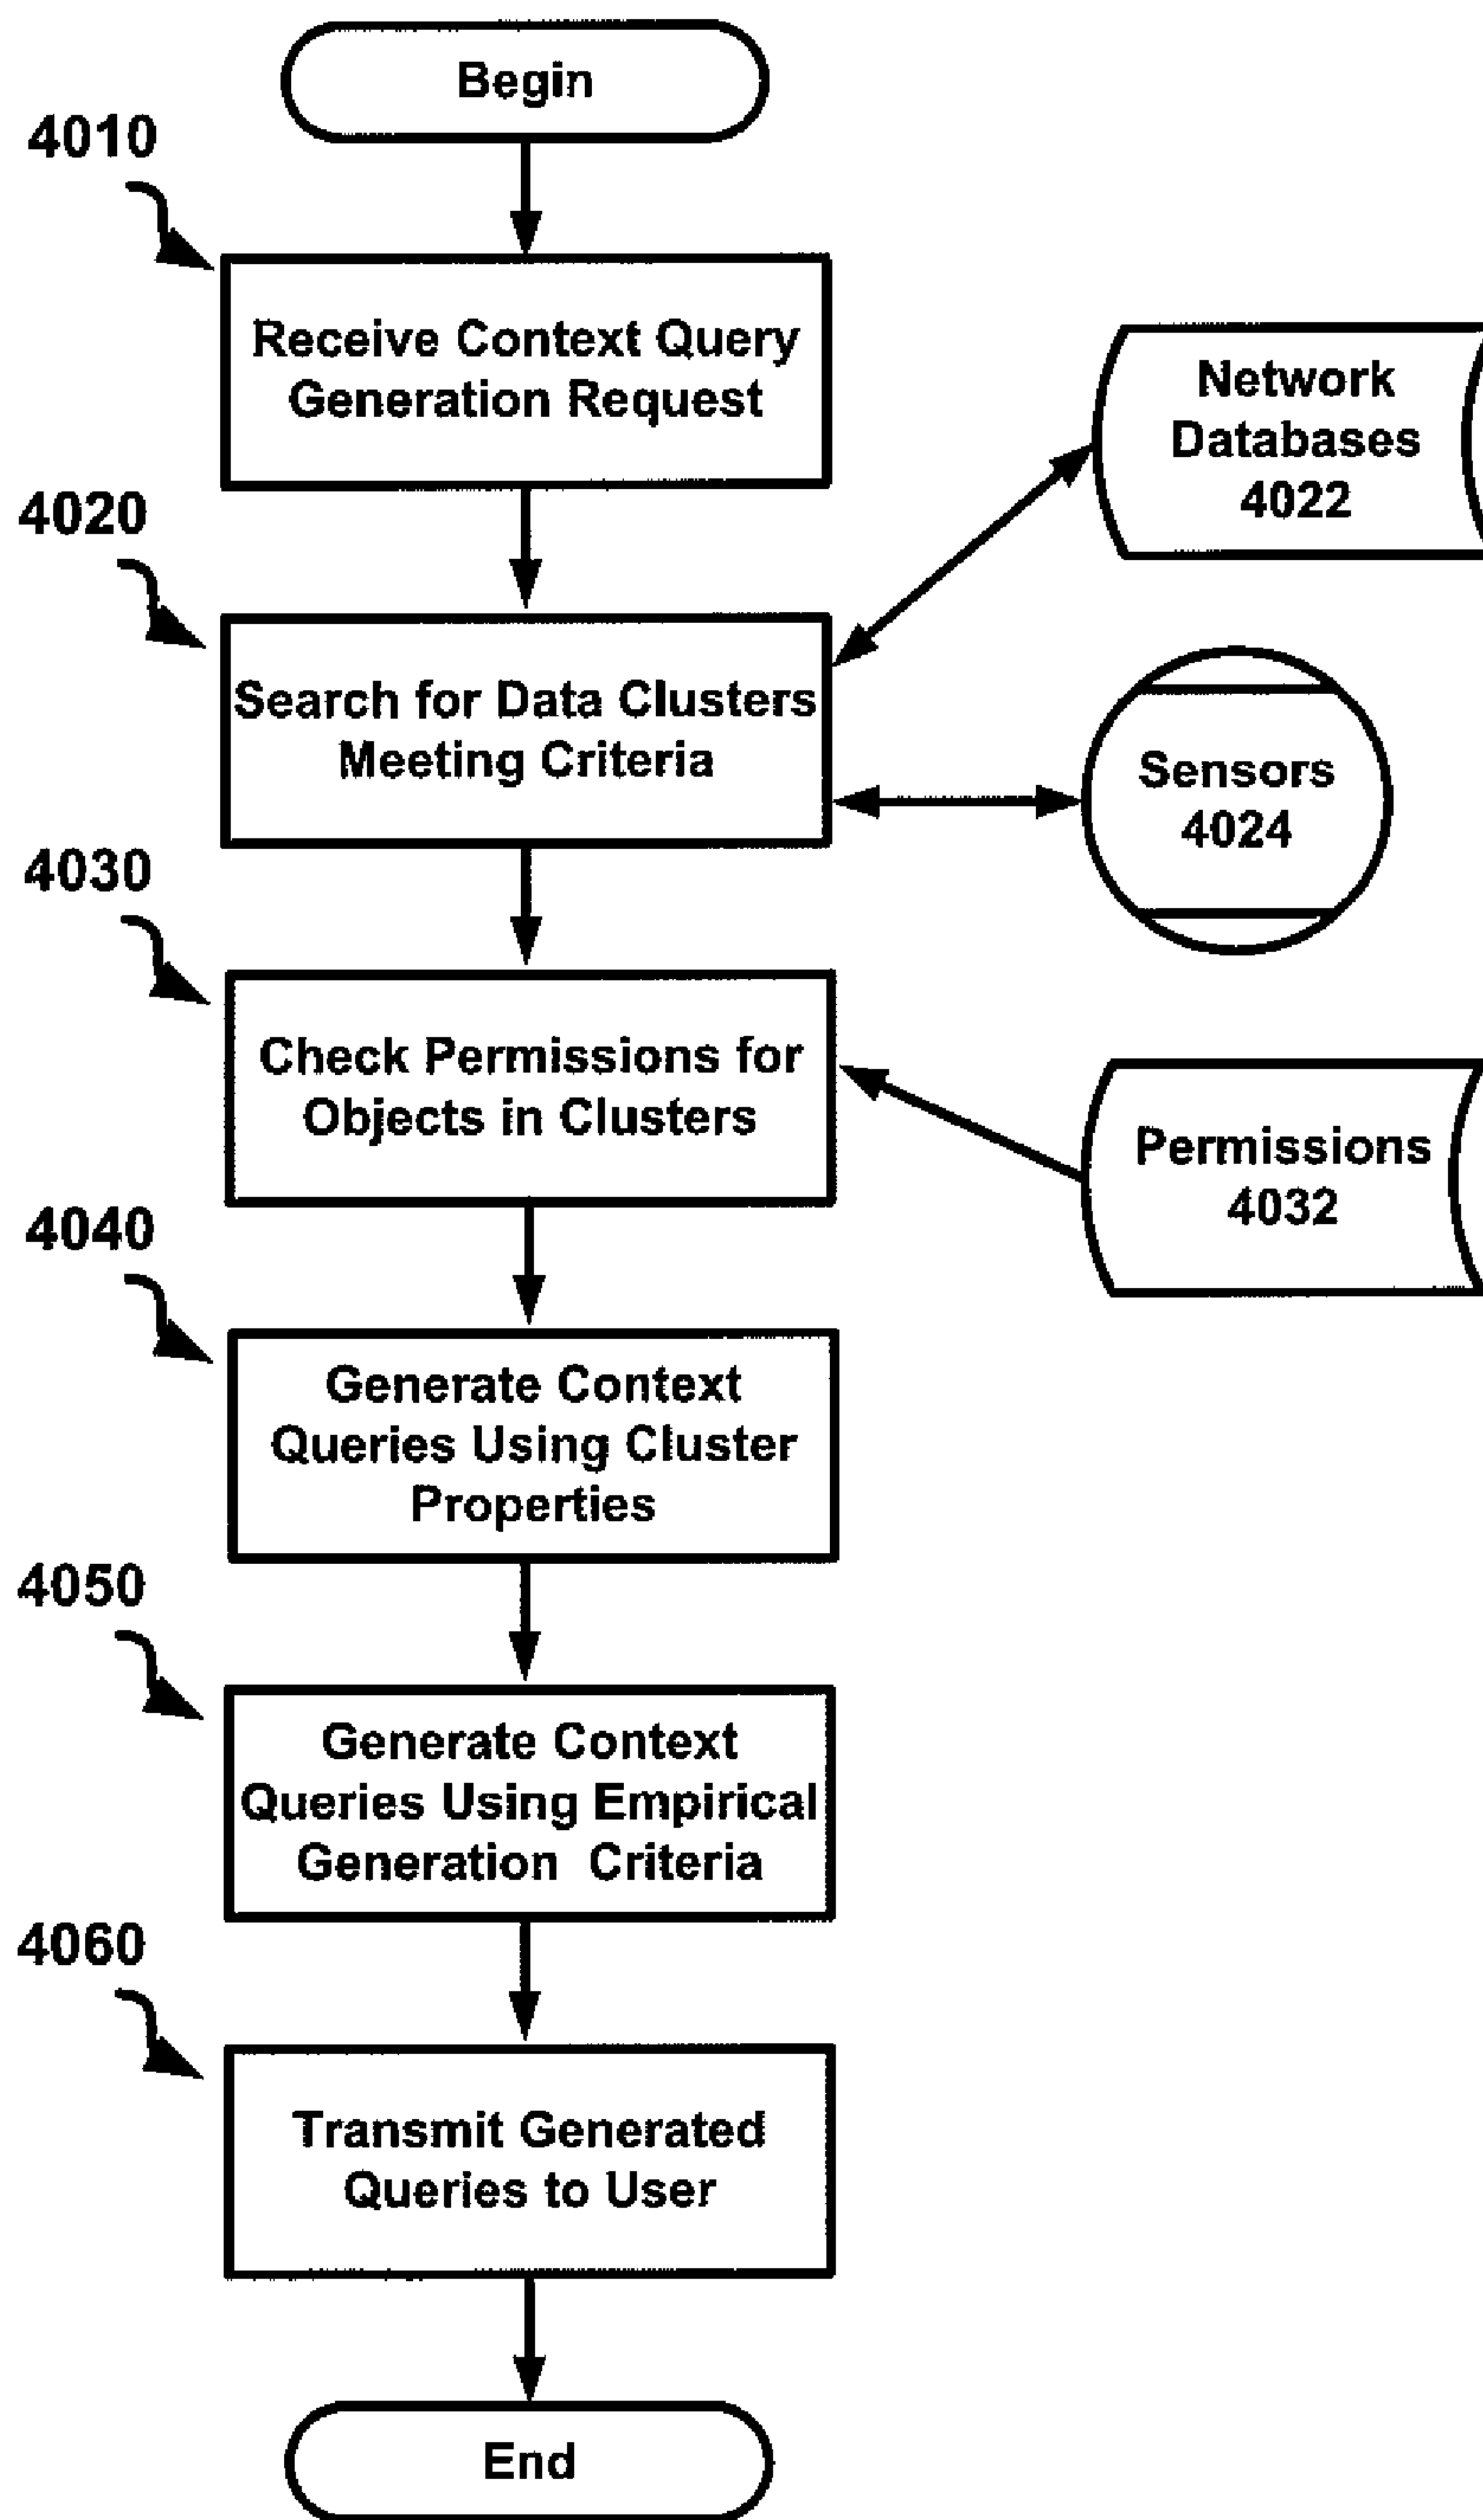 Begin
4010
Receive Context Query
Generation Request
Network
Databases
4022
4020
Search for Data Clusters
Meeting Criteria
Sensors
4024
4030
Check Permissions for
Objects in Clusters
Permissions
4032
4040
Generate Context
Queries Using Cluster
Properties
4050
Generate Context
Queries Using Empirical
Generation Criteria
4060
Transmit Generated
Queries to User
End